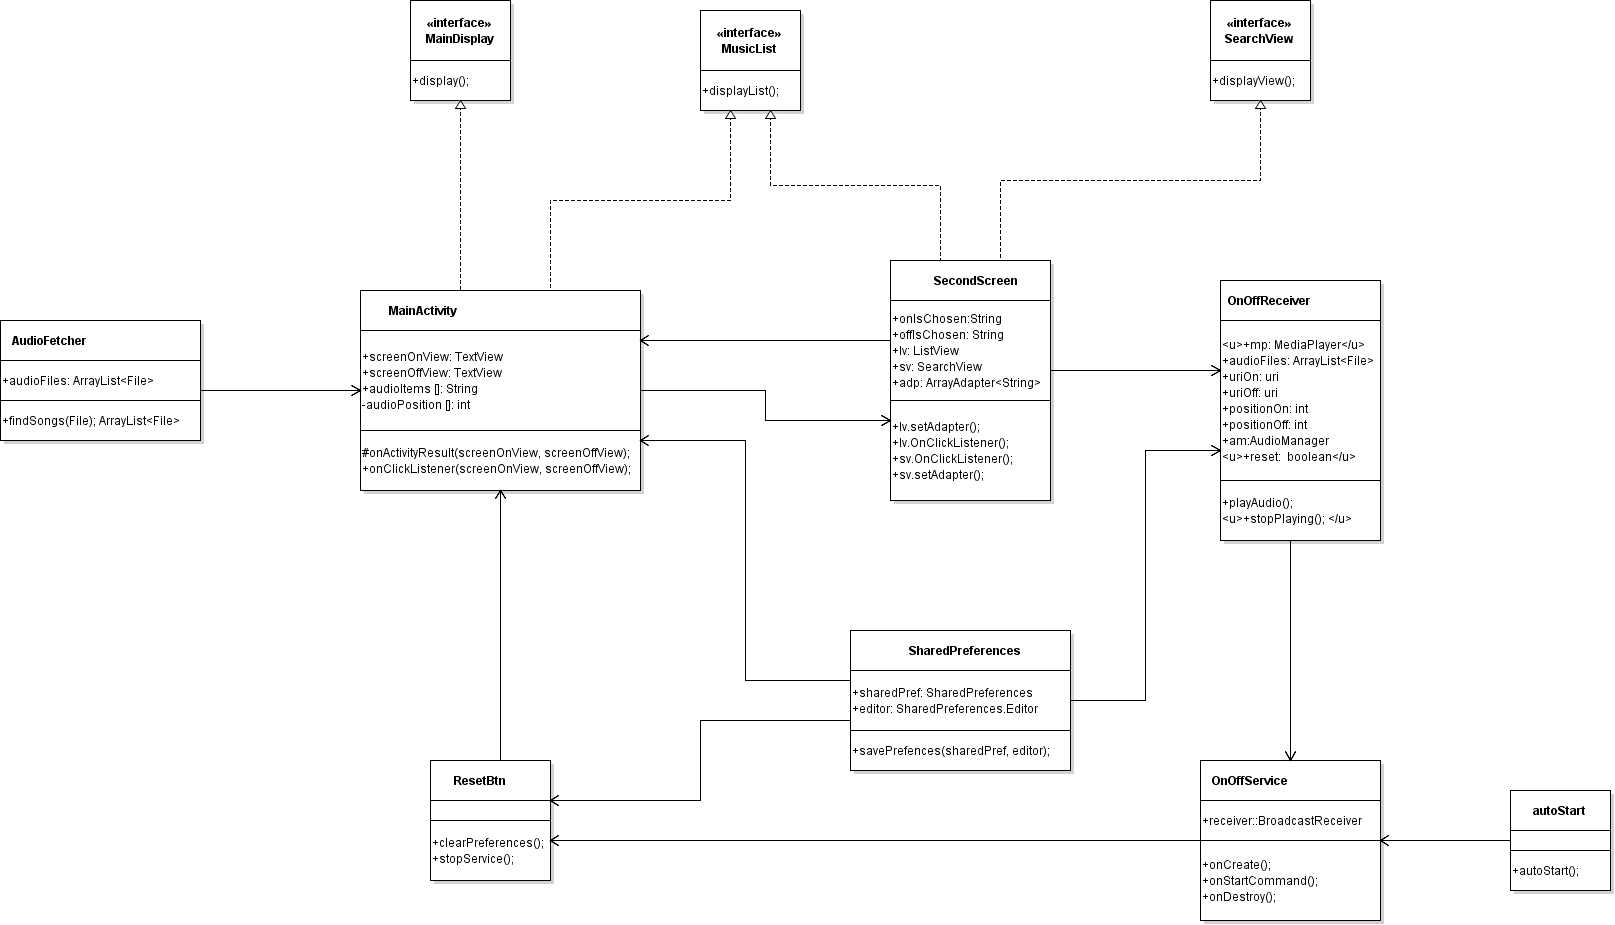 «interface»
MainDisplay
+display();
«interface»
MusicList
+displayList();
«interface»
SearchView
+displayView();
AudioFetcher
+audioFiles: ArrayList<File>
+findSongs(File); ArrayList<File>
MainActivity
+screenOnView: TextView
+screenOffView: TextView
+audioItems []: String
-audioPosition []: int
#onActivityResult(screenOnView, screenOffView);
+onClickListener(screenOnView, screenOffView);
SecondScreen
+onIsChosen:String
+offIsChosen: String
+lv: ListView
+sv: SearchView
+adp: ArrayAdapter<String>
+lv.setAdapter();
+lv.OnClickListener();
+sv.OnClickListener();
+sv.setAdapter();
OnOffReceiver
<u>+mp: MediaPlayer</u>
+audioFiles: ArrayList<File>
+uriOn: uri
+uriOff: uri
+positionOn: int
+positionOff: int
+am:AudioManager
<u>+reset:  boolean</u>
+playAudio();
<u>+stopPlaying(); </u>
SharedPreferences
+sharedPref: SharedPreferences
+editor: SharedPreferences.Editor
+savePrefences(sharedPref, editor);
ResetBtn
+clearPreferences();
+stopService();
OnOffService
+receiver::BroadcastReceiver
+onCreate();
+onStartCommand();
+onDestroy();
autoStart
+autoStart();